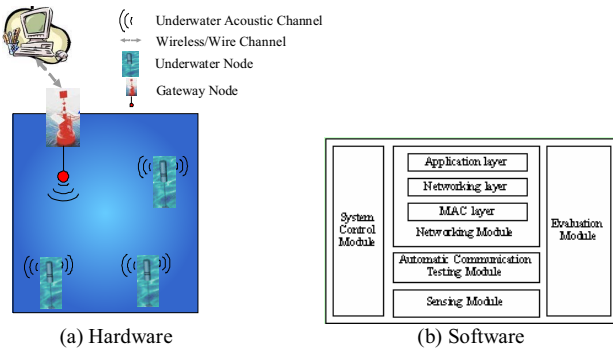 Underwater Acoustic Channel
Wireless/Wire Channel
Underwater Node
Gateway Node
(a) Hardware
System
Control
Module
Application layer
Networking layer
MAC layer
Networking Module
Automatic Communication
Testing Module
Sensing Module
Evaluation
Module
(b) Software